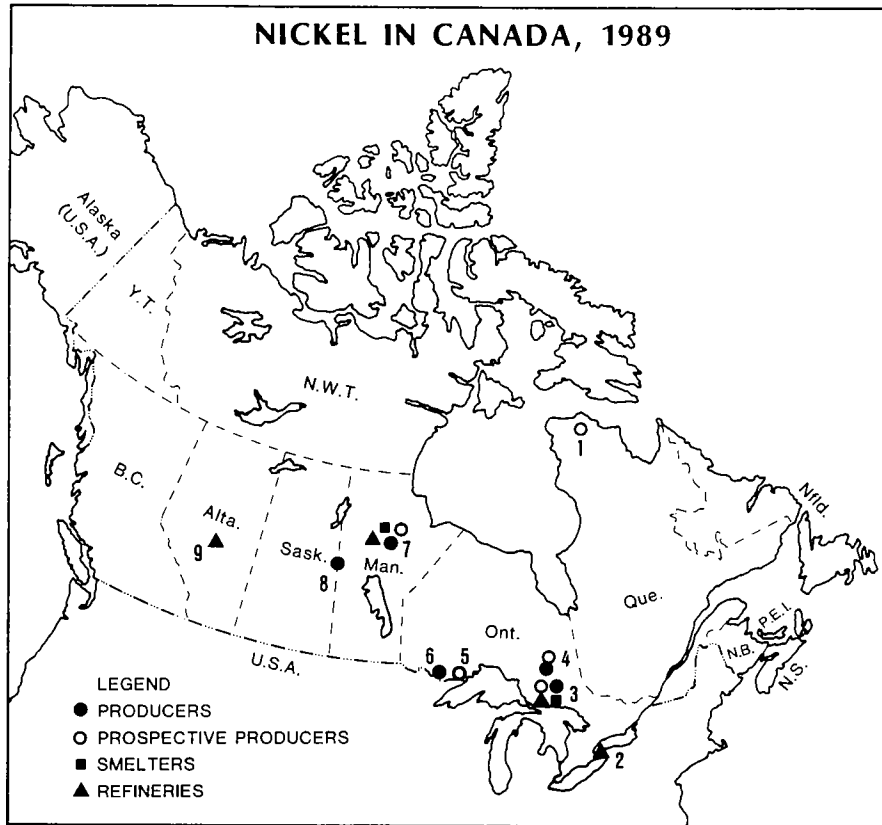 NICKEL IN CANADA, 1989
Alaska
(U.S.A.)
Y.T.
N.W.T.
B.C.
Alta.
9
Sask.
8
Man.
7
1
Nfld.
Que.
P.E.I.
N.B.
N.S.
Ont.
6
5
4
3
2
U.S.A.
LEGEND
PRODUCERS
PROSPECTIVE PRODUCERS
SMELTERS
REFINERIES